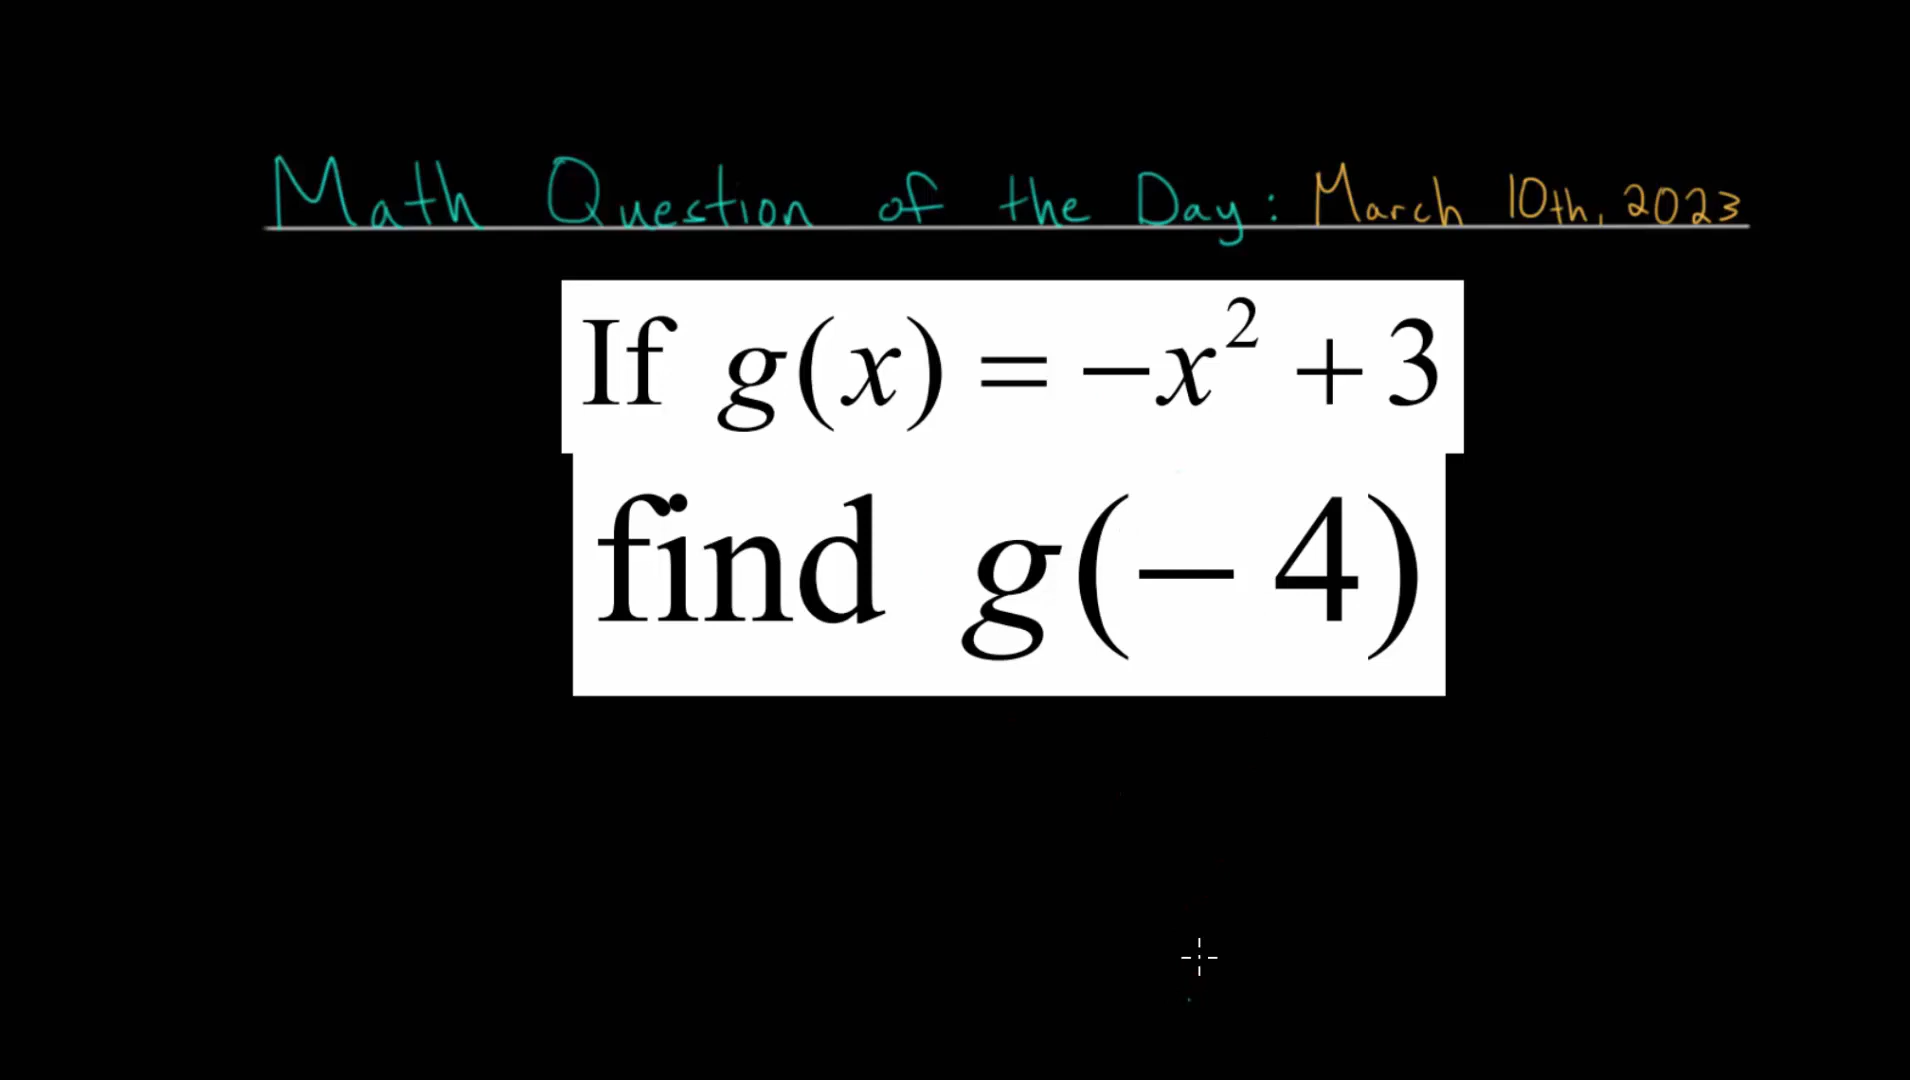 Math Question of the Day: March 10th, 2023
If g(x) = −x² + 3
find g(− 4)